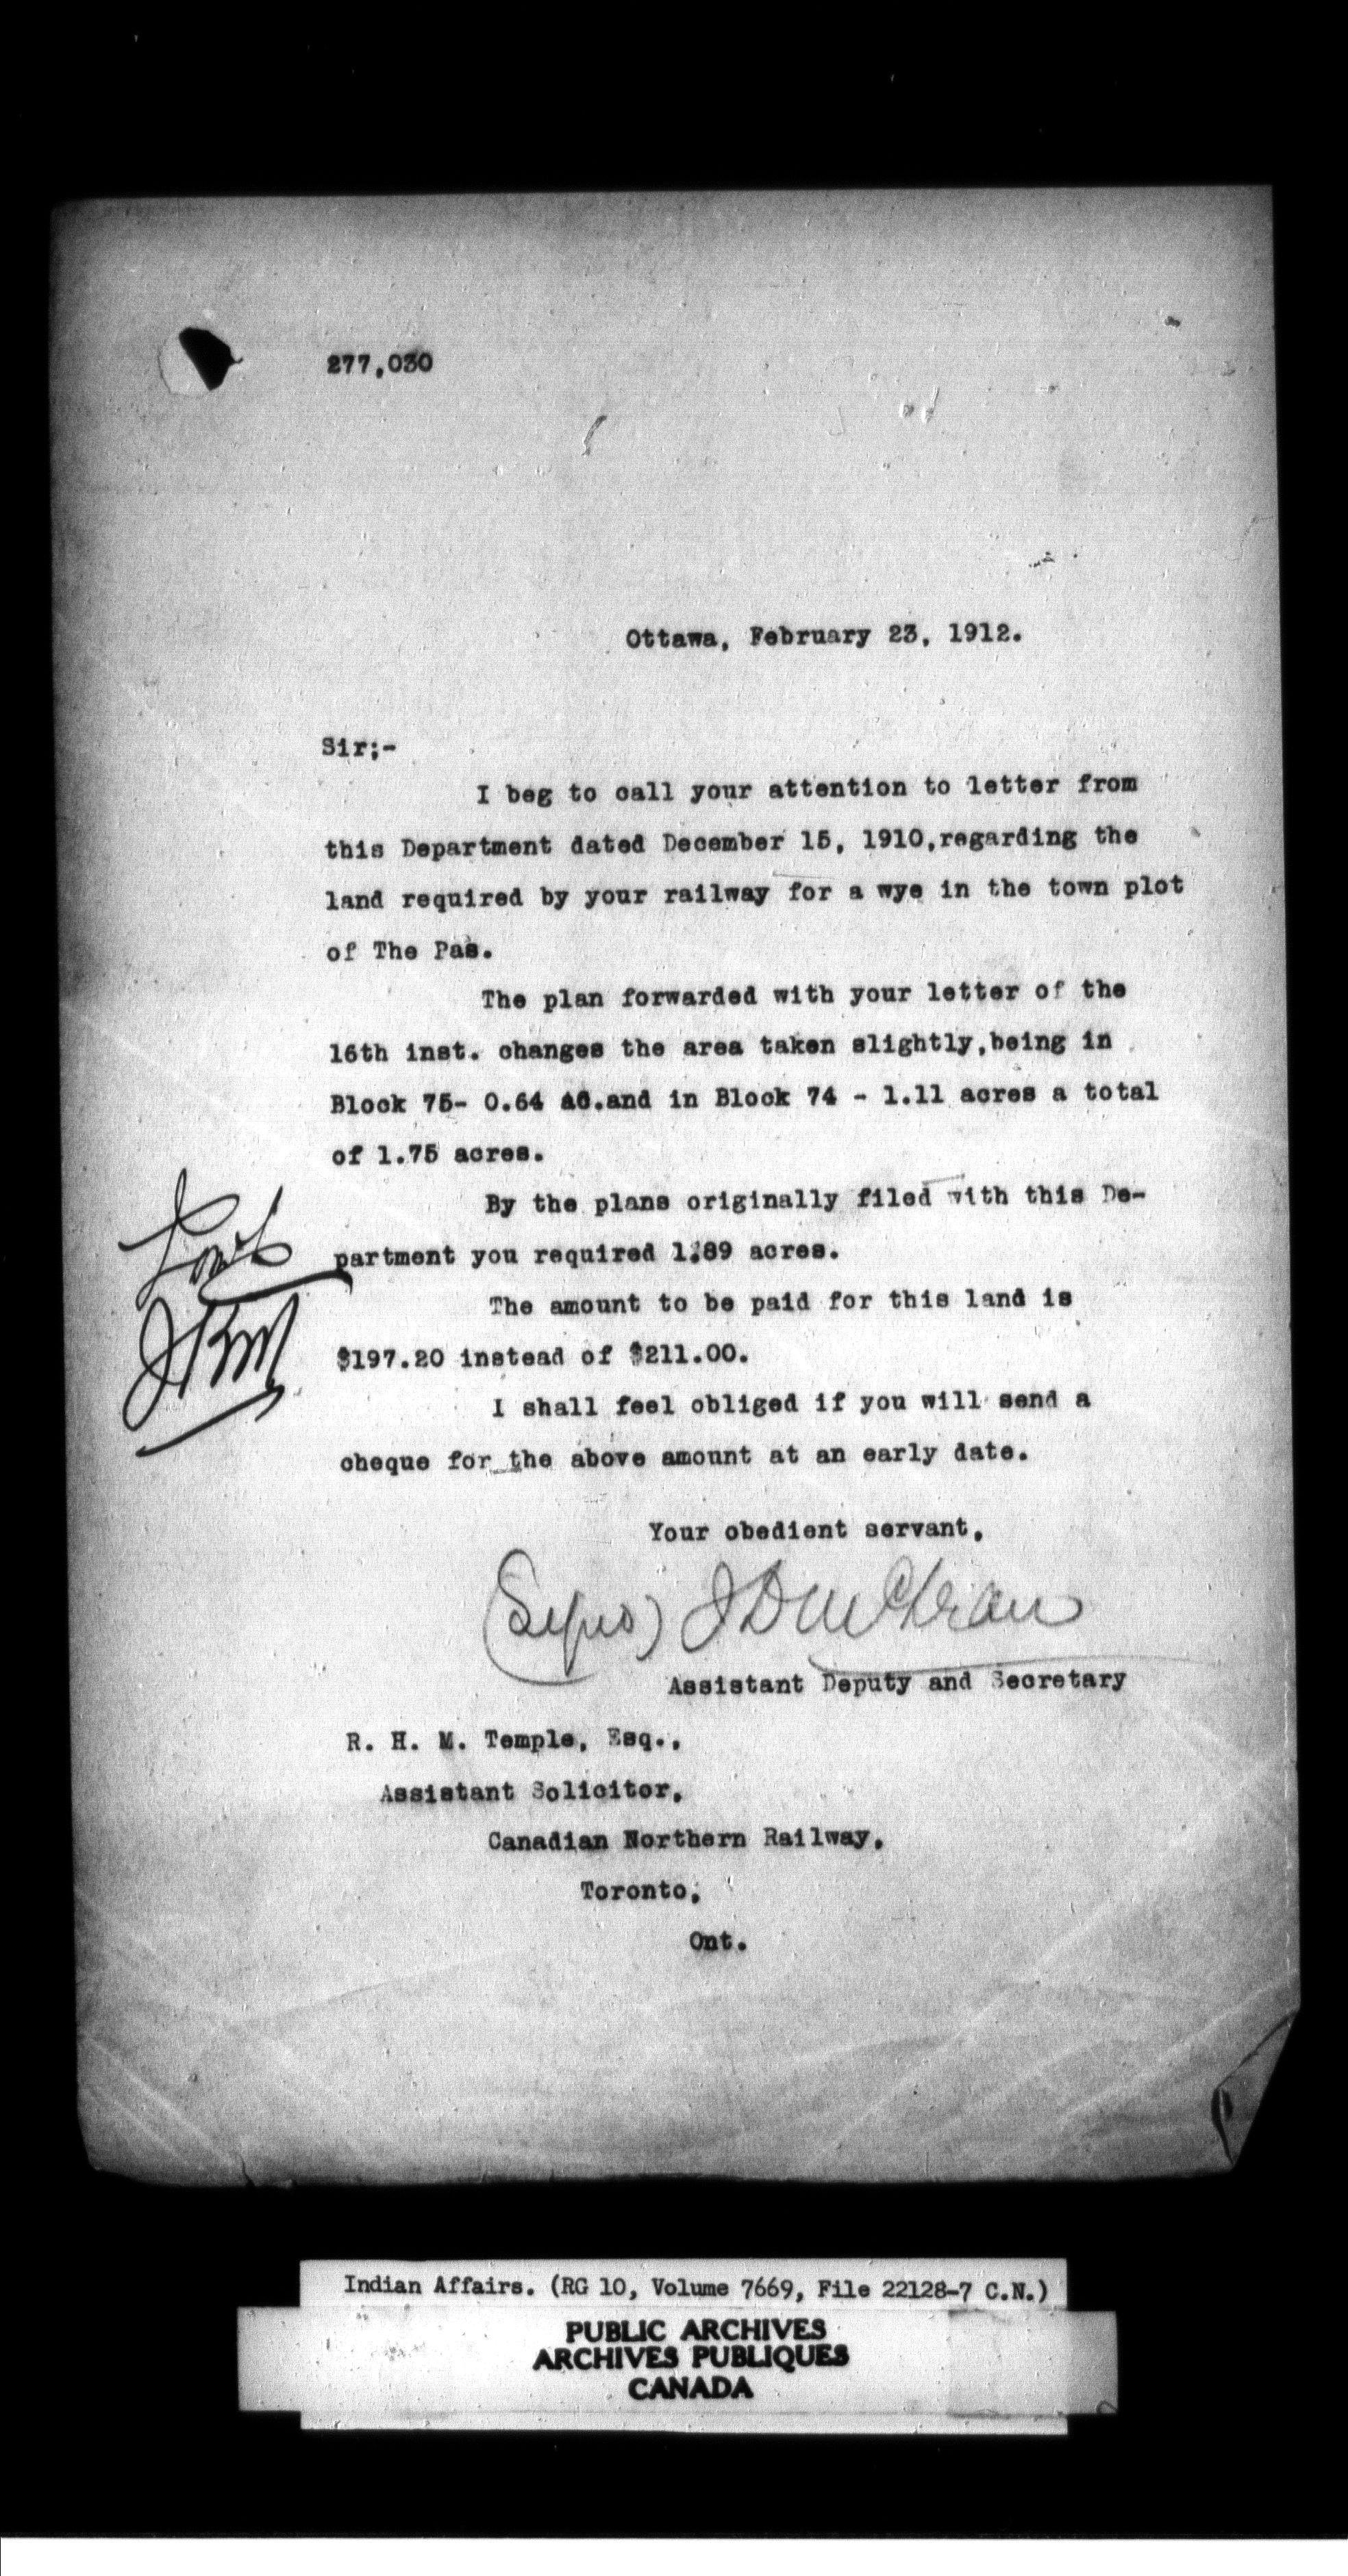 277,030
Ottawa, February 23, 1912.
Sir;-
I beg to call your attention to letter from
this Department dated December 15, 1910,regarding the
land required by your railway for a wye in the town plot
of The Pas.
The plan forwarded with your letter of the
16th inst. changes the area taken slightly,being in
Block 75- 0.64 AC.and in Block 74 - 1.11 acres a total
of 1.75 acres.
By the plans originally filed with this De-
partment you required 1.89 acres.
The amount to be paid for this land is
$197.20 instead of $211.00.
I shall feel obliged if you will send a
cheque for the above amount at an early date.
Your obedient servant,
Assistant Deputy and Secretary
R. H. M. Temple, Esq.,
Assistant Solicitor,
Canadian Northern Railway,
Toronto,
Ont.
Indian Affairs. (RG 10, Volume 7669, File 22128-7 C.N.)
PUBLIC ARCHIVES
ARCHIVES PUBLIQUES
CANADA